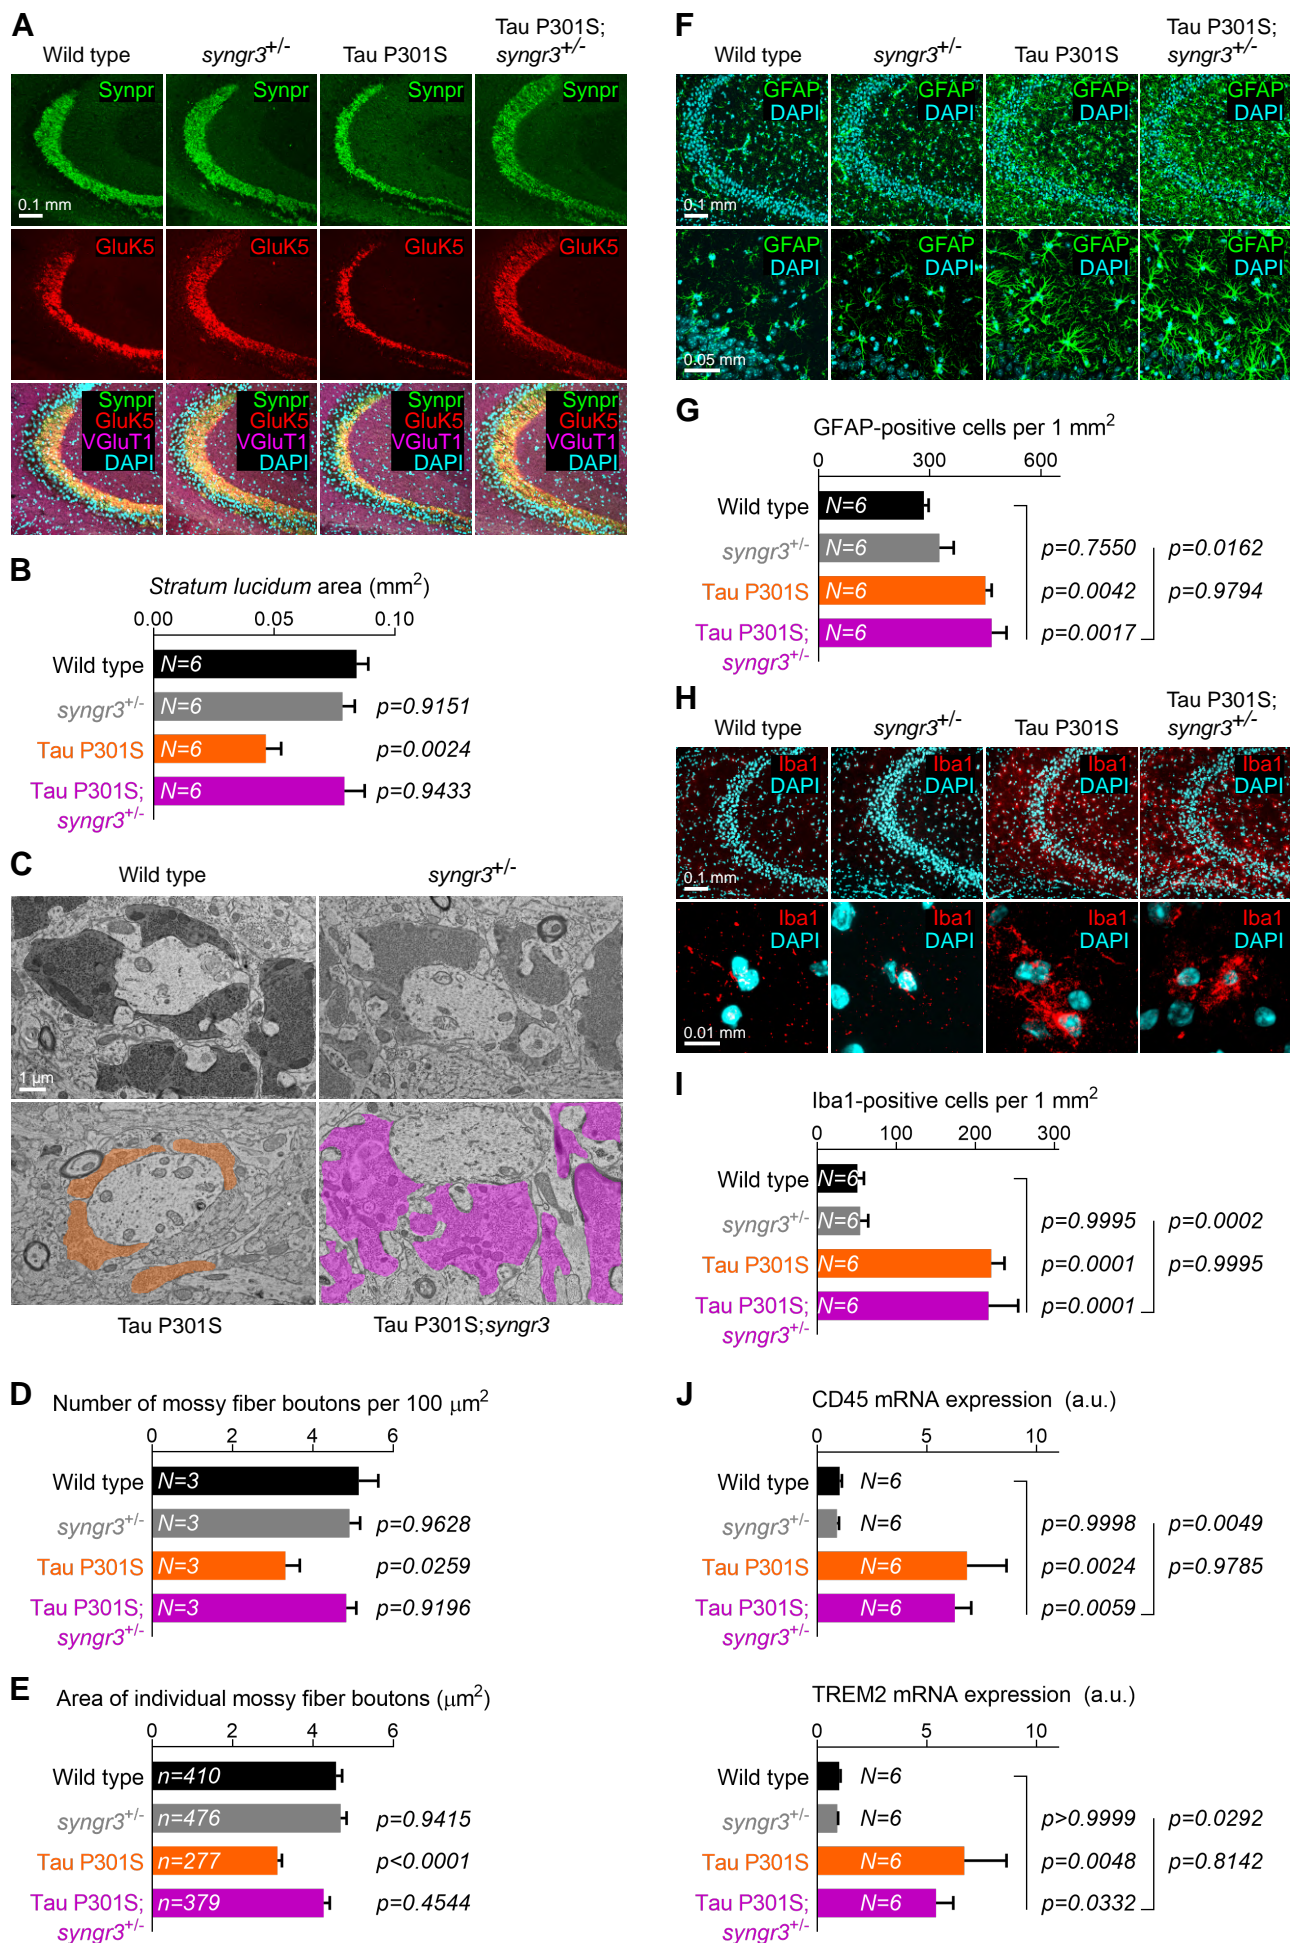 A
Wild type
syngr3+/-
Tau P301S
Tau P301S;
syngr3+/-
Synpr
Synpr
Synpr
Synpr
0.1 mm
GluK5
GluK5
GluK5
GluK5
Synpr
GluK5
VGluT1
DAPI
Synpr
GluK5
VGluT1
DAPI
Synpr
GluK5
VGluT1
DAPI
Synpr
GluK5
VGluT1
DAPI
B
Stratum lucidum area (mm2)
0.00 0.05 0.10
Wild type N=6
syngr3+/- N=6 p=0.9151
Tau P301S N=6 p=0.0024
Tau P301S; N=6 p=0.9433
syngr3+/-
C
Wild type
syngr3+/-
1 µm
Tau P301S
Tau P301S;syngr3
D
Number of mossy fiber boutons per 100 µm2
0 2 4 6
Wild type N=3
syngr3+/- N=3 p=0.9628
Tau P301S N=3 p=0.0259
Tau P301S; N=3 p=0.9196
syngr3+/-
E
Area of individual mossy fiber boutons (µm2)
0 2 4 6
Wild type n=410
syngr3+/- n=476 p=0.9415
Tau P301S n=277 p<0.0001
Tau P301S; n=379 p=0.4544
syngr3+/-
F
Wild type
syngr3+/-
Tau P301S
Tau P301S;
syngr3+/-
GFAP
DAPI
GFAP
DAPI
GFAP
DAPI
GFAP
DAPI
0.1 mm
GFAP
DAPI
GFAP
DAPI
GFAP
DAPI
GFAP
DAPI
0.05 mm
G
GFAP-positive cells per 1 mm2
0 300 600
Wild type N=6
syngr3+/- N=6 p=0.7550 p=0.0162
Tau P301S N=6 p=0.0042 p=0.9794
Tau P301S; N=6 p=0.0017
syngr3+/-
H
Wild type
syngr3+/-
Tau P301S
Tau P301S;
syngr3+/-
Iba1
DAPI
Iba1
DAPI
Iba1
DAPI
Iba1
DAPI
0.1 mm
Iba1
DAPI
Iba1
DAPI
Iba1
DAPI
Iba1
DAPI
0.01 mm
I
Iba1-positive cells per 1 mm2
0 100 200 300
Wild type N=6
syngr3+/- N=6 p=0.9995 p=0.0002
Tau P301S N=6 p=0.0001 p=0.9995
Tau P301S; N=6 p=0.0001
syngr3+/-
J
CD45 mRNA expression (a.u.)
0 5 10
Wild type N=6
syngr3+/- N=6 p=0.9998 p=0.0049
Tau P301S N=6 p=0.0024 p=0.9785
Tau P301S; N=6 p=0.0059
syngr3+/-
TREM2 mRNA expression (a.u.)
0 5 10
Wild type N=6
syngr3+/- N=6 p>0.9999 p=0.0292
Tau P301S N=6 p=0.0048 p=0.8142
Tau P301S; N=6 p=0.0332
syngr3+/-